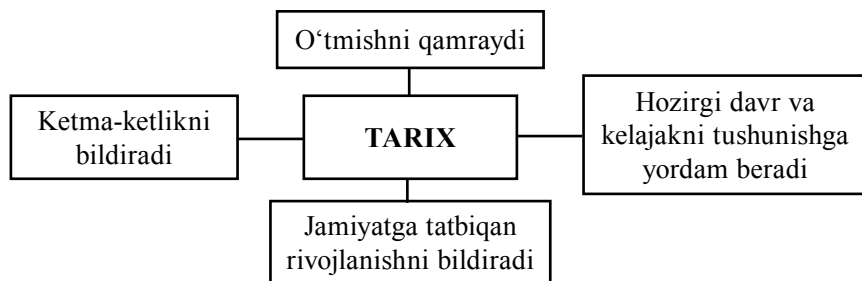 O‘tmishni qamraydi
Ketma-ketlikni
bildiradi
TARIX
Hozirgi davr va
kelajakni tushunishga
yordam beradi
Jamiyatga tatbiqan
rivojlanishni bildiradi